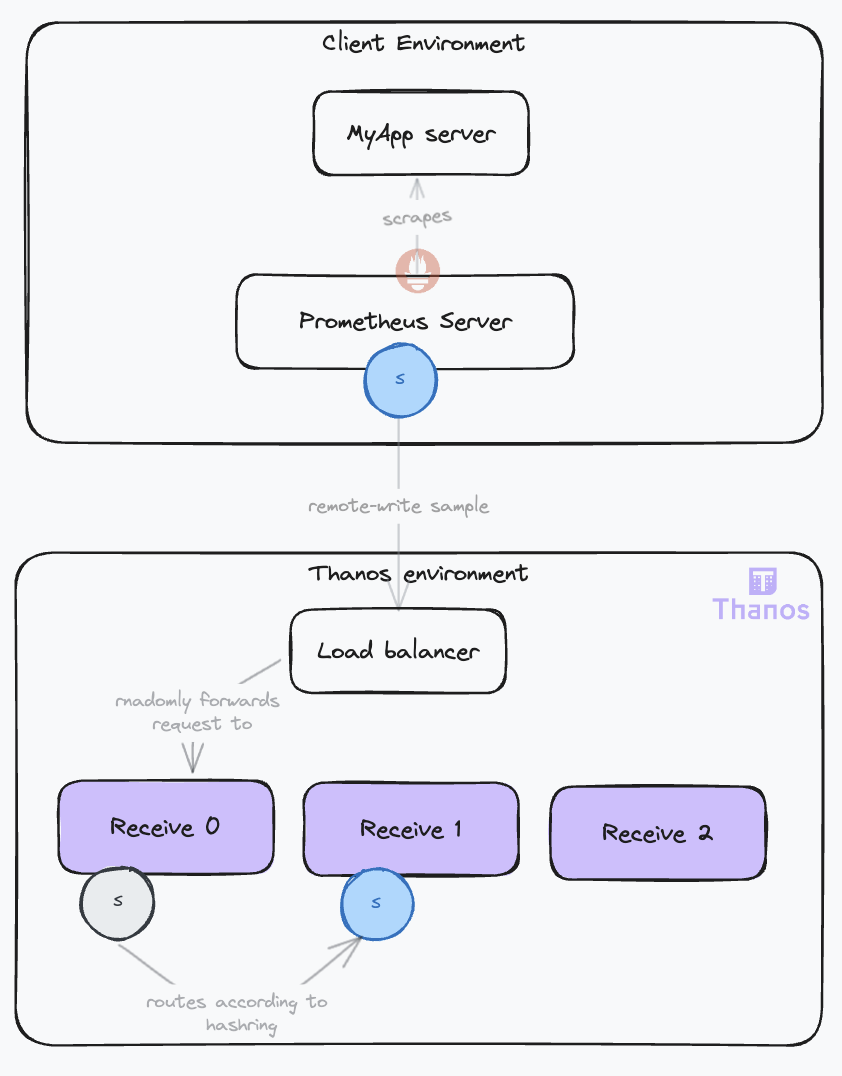 Client Environment
MyApp server
scrapes
Prometheus Server
s
remote-write sample
Thanos environment
Thanos
Load balancer
rnadomly forwards
request to
Receive 0
Receive 1
Receive 2
s
s
routes according to
hashring